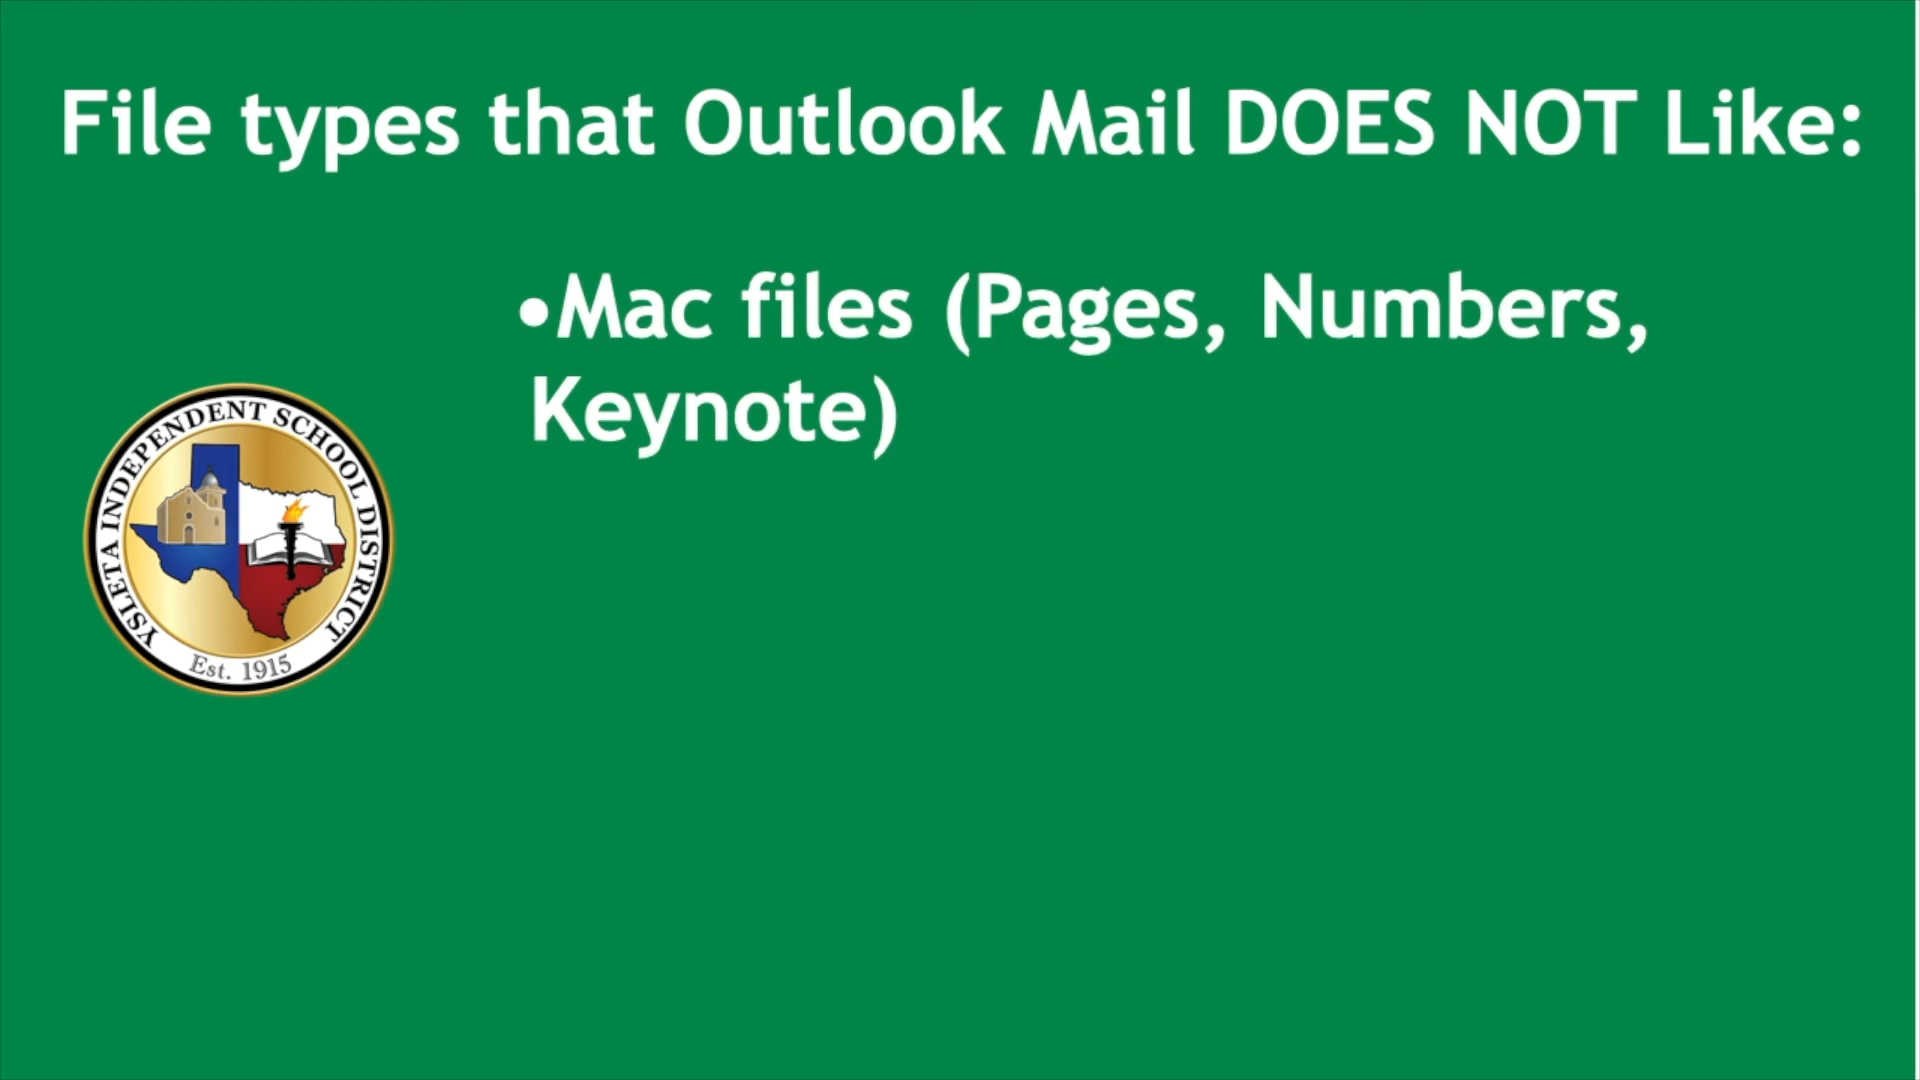 File types that Outlook Mail DOES NOT Like:
•Mac files (Pages, Numbers,
Keynote)
YSLETA INDEPENDENT SCHOOL DISTRICT
Est. 1915